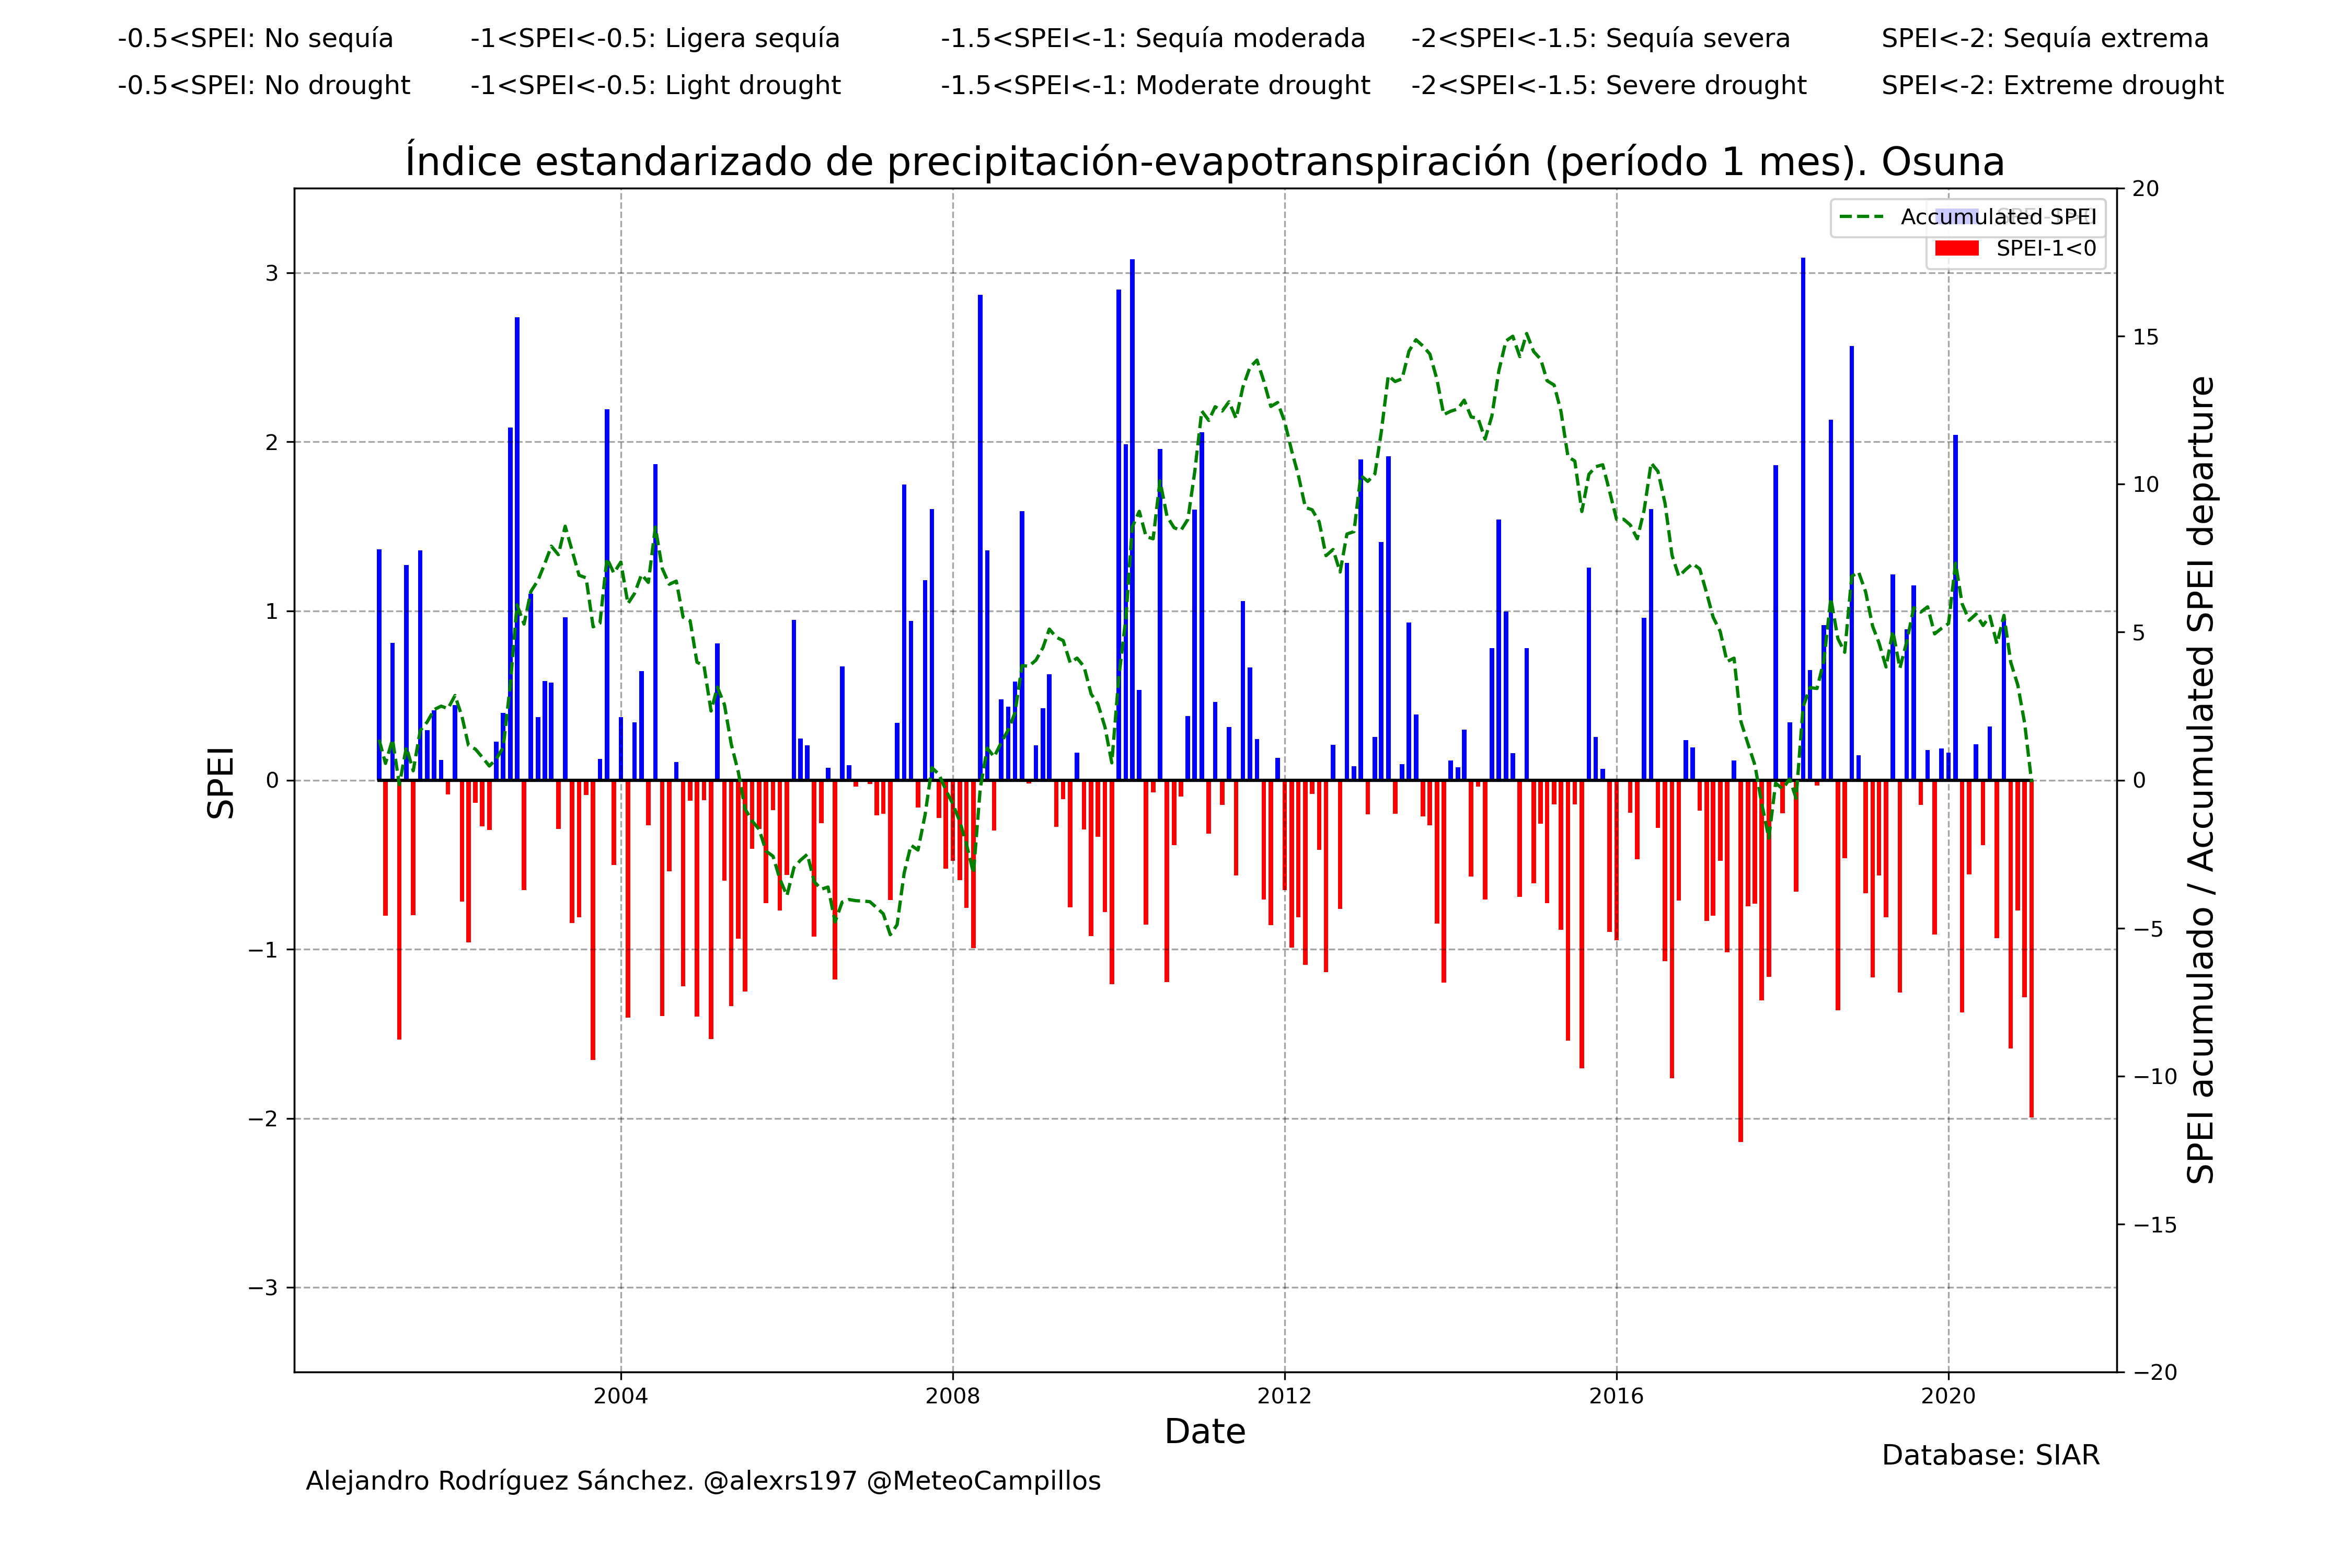 -0.5<SPEI: No sequía -1<SPEI<-0.5: Ligera sequía -1.5<SPEI<-1: Sequía moderada -2<SPEI<-1.5: Sequía severa SPEI<-2: Sequía extrema
-0.5<SPEI: No drought -1<SPEI<-0.5: Light drought -1.5<SPEI<-1: Moderate drought -2<SPEI<-1.5: Severe drought SPEI<-2: Extreme drought
Índice estandarizado de precipitación-evapotranspiración (período 1 mes). Osuna
Accumulated SPEI
SPEI-1<0
SPEI
3
2
1
0
−1
−2
−3
20
15
10
5
0
−5
−10
−15
−20
SPEI acumulado / Accumulated SPEI departure
2004 2008 2012 2016 2020
Date
Database: SIAR
Alejandro Rodríguez Sánchez. @alexrs197 @MeteoCampillos